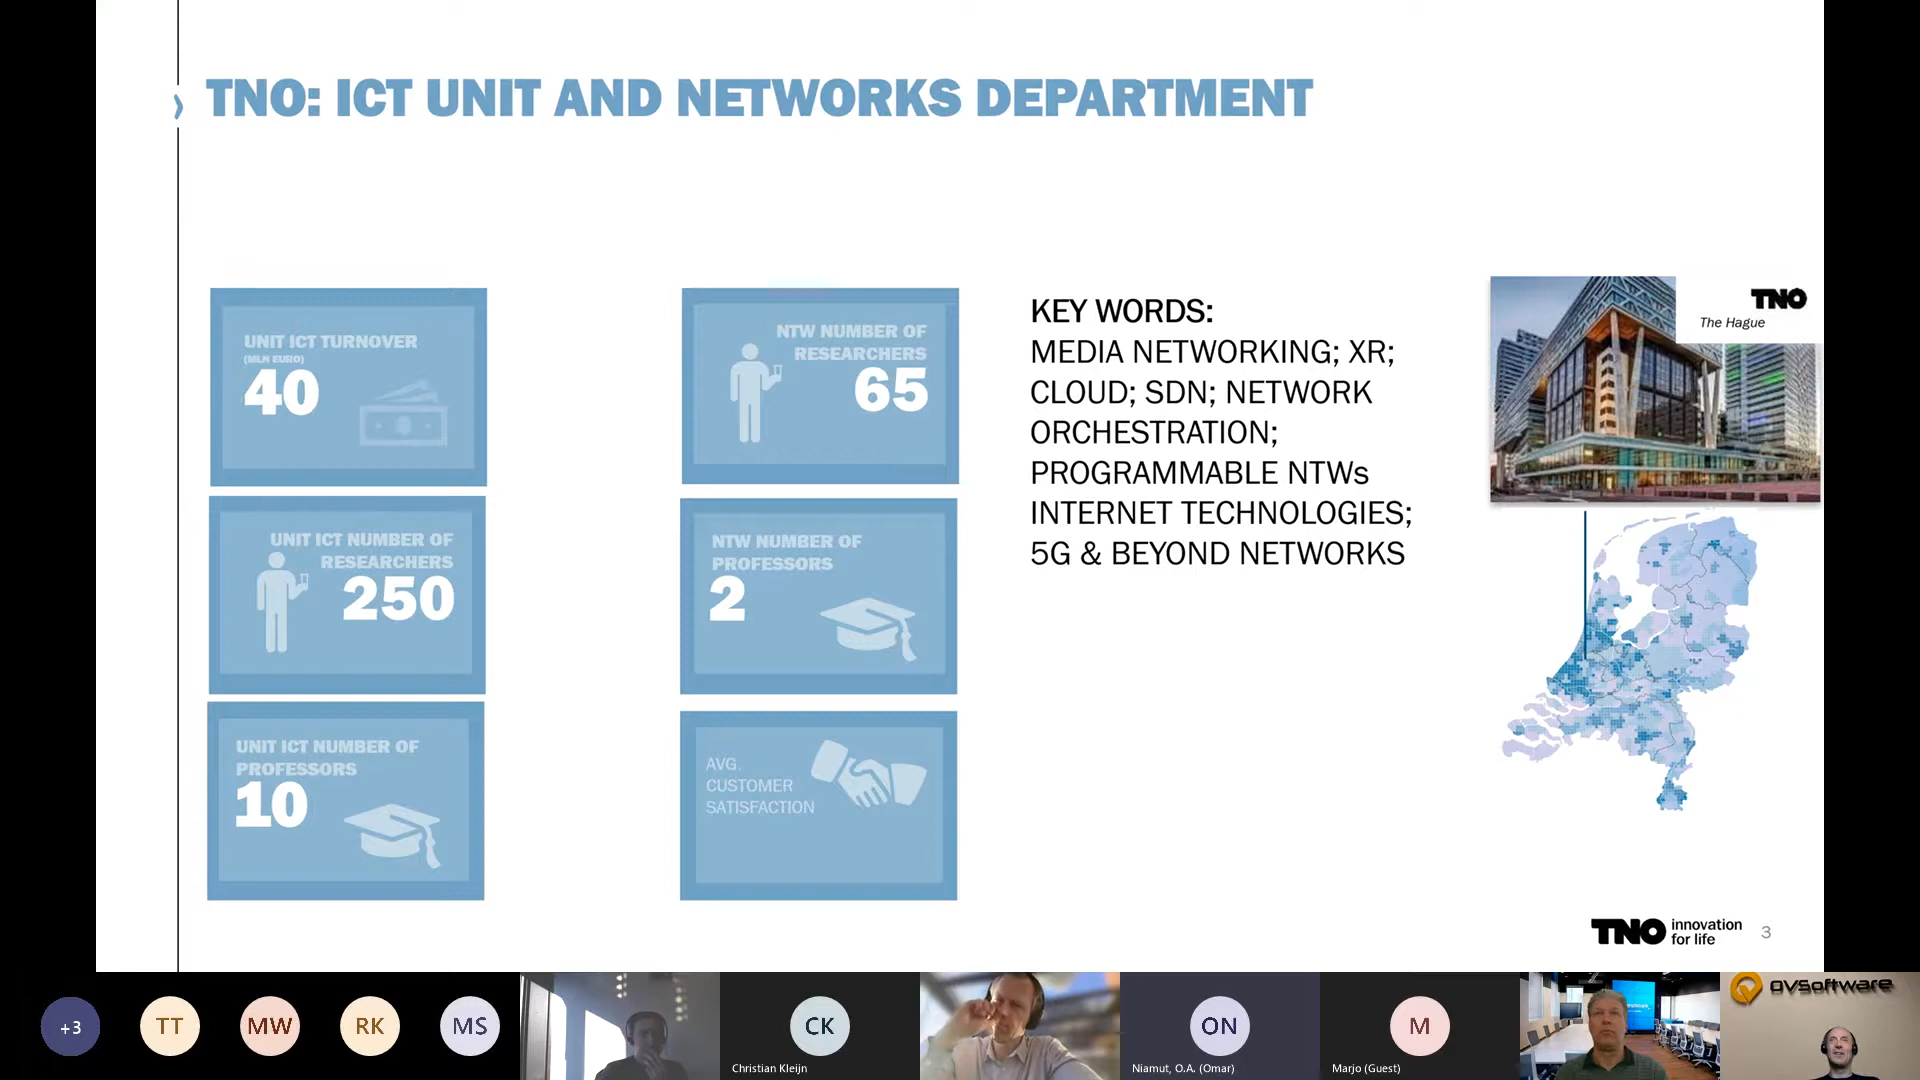 TNO: ICT UNIT AND NETWORKS DEPARTMENT
UNIT ICT TURNOVER
(MLN EURO)
40
UNIT ICT NUMBER OF
RESEARCHERS
250
UNIT ICT NUMBER OF
PROFESSORS
10
NTW NUMBER OF
RESEARCHERS
65
NTW NUMBER OF
PROFESSORS
2
AVG.
CUSTOMER
SATISFACTION
KEY WORDS:
MEDIA NETWORKING; XR;
CLOUD; SDN; NETWORK
ORCHESTRATION;
PROGRAMMABLE NTWs
INTERNET TECHNOLOGIES;
5G & BEYOND NETWORKS
TNO
The Hague
TNO innovation
for life
3
+3
TT
MW
RK
MS
CK
Christian Kleijn
ON
Niamut, O.A. (Omar)
M
Marjo (Guest)
OVSoftware